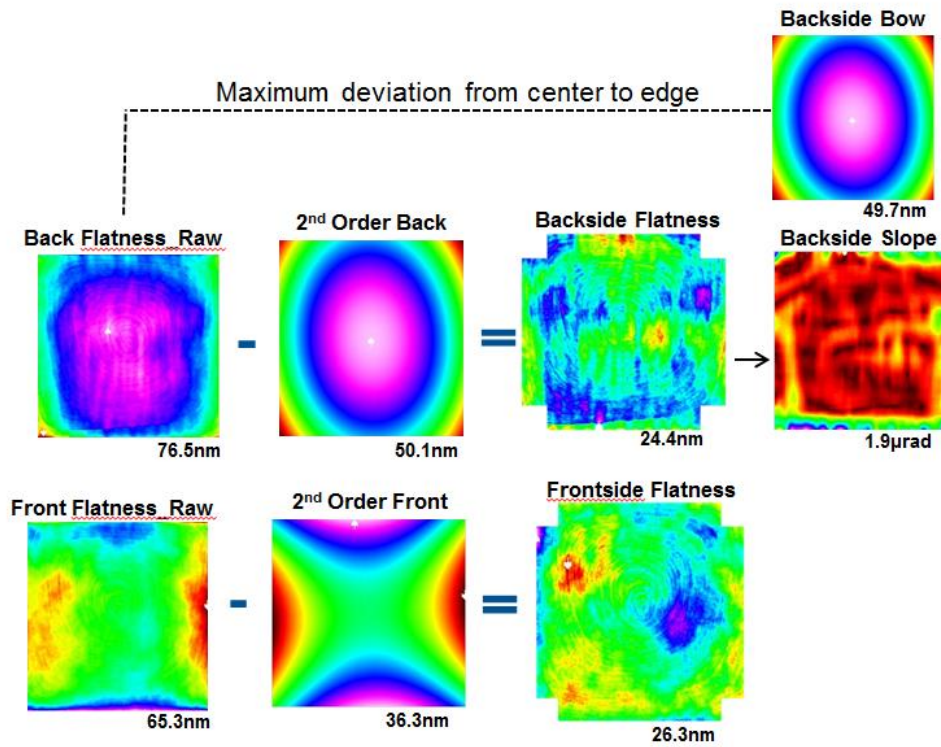 Backside Bow
Maximum deviation from center to edge
49.7nm
Back Flatness_Raw
2nd Order Back
Backside Flatness
Backside Slope
-
=
76.5nm
50.1nm
24.4nm
1.9µrad
Front Flatness_Raw
2nd Order Front
Frontside Flatness
-
=
65.3nm
36.3nm
26.3nm